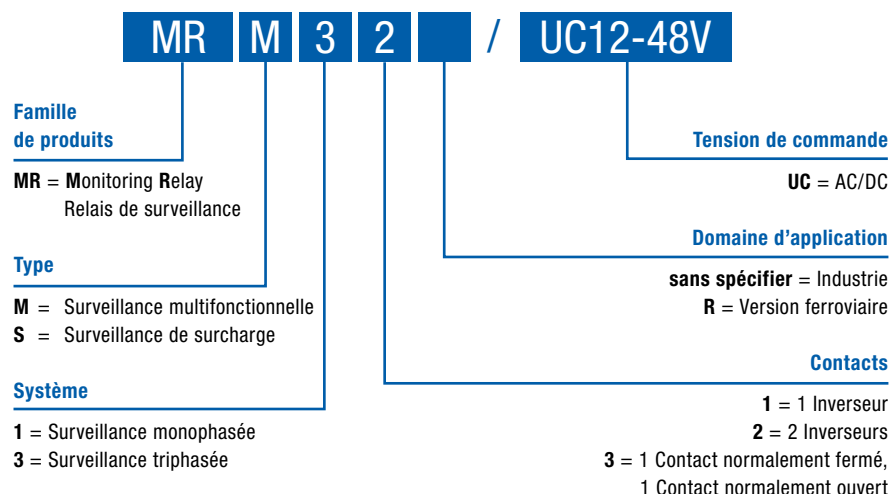 MR M 3 2 / UC12-48V
Famille
de produits
MR = Monitoring Relay
Relais de surveillance
Type
M = Surveillance multifonctionnelle
S = Surveillance de surcharge
Système
1 = Surveillance monophasée
3 = Surveillance triphasée
Tension de commande
UC = AC/DC
Domaine d'application
sans spécifier = Industrie
R = Version ferroviaire
Contacts
1 = 1 Inverseur
2 = 2 Inverseurs
3 = 1 Contact normalement fermé,
1 Contact normalement ouvert